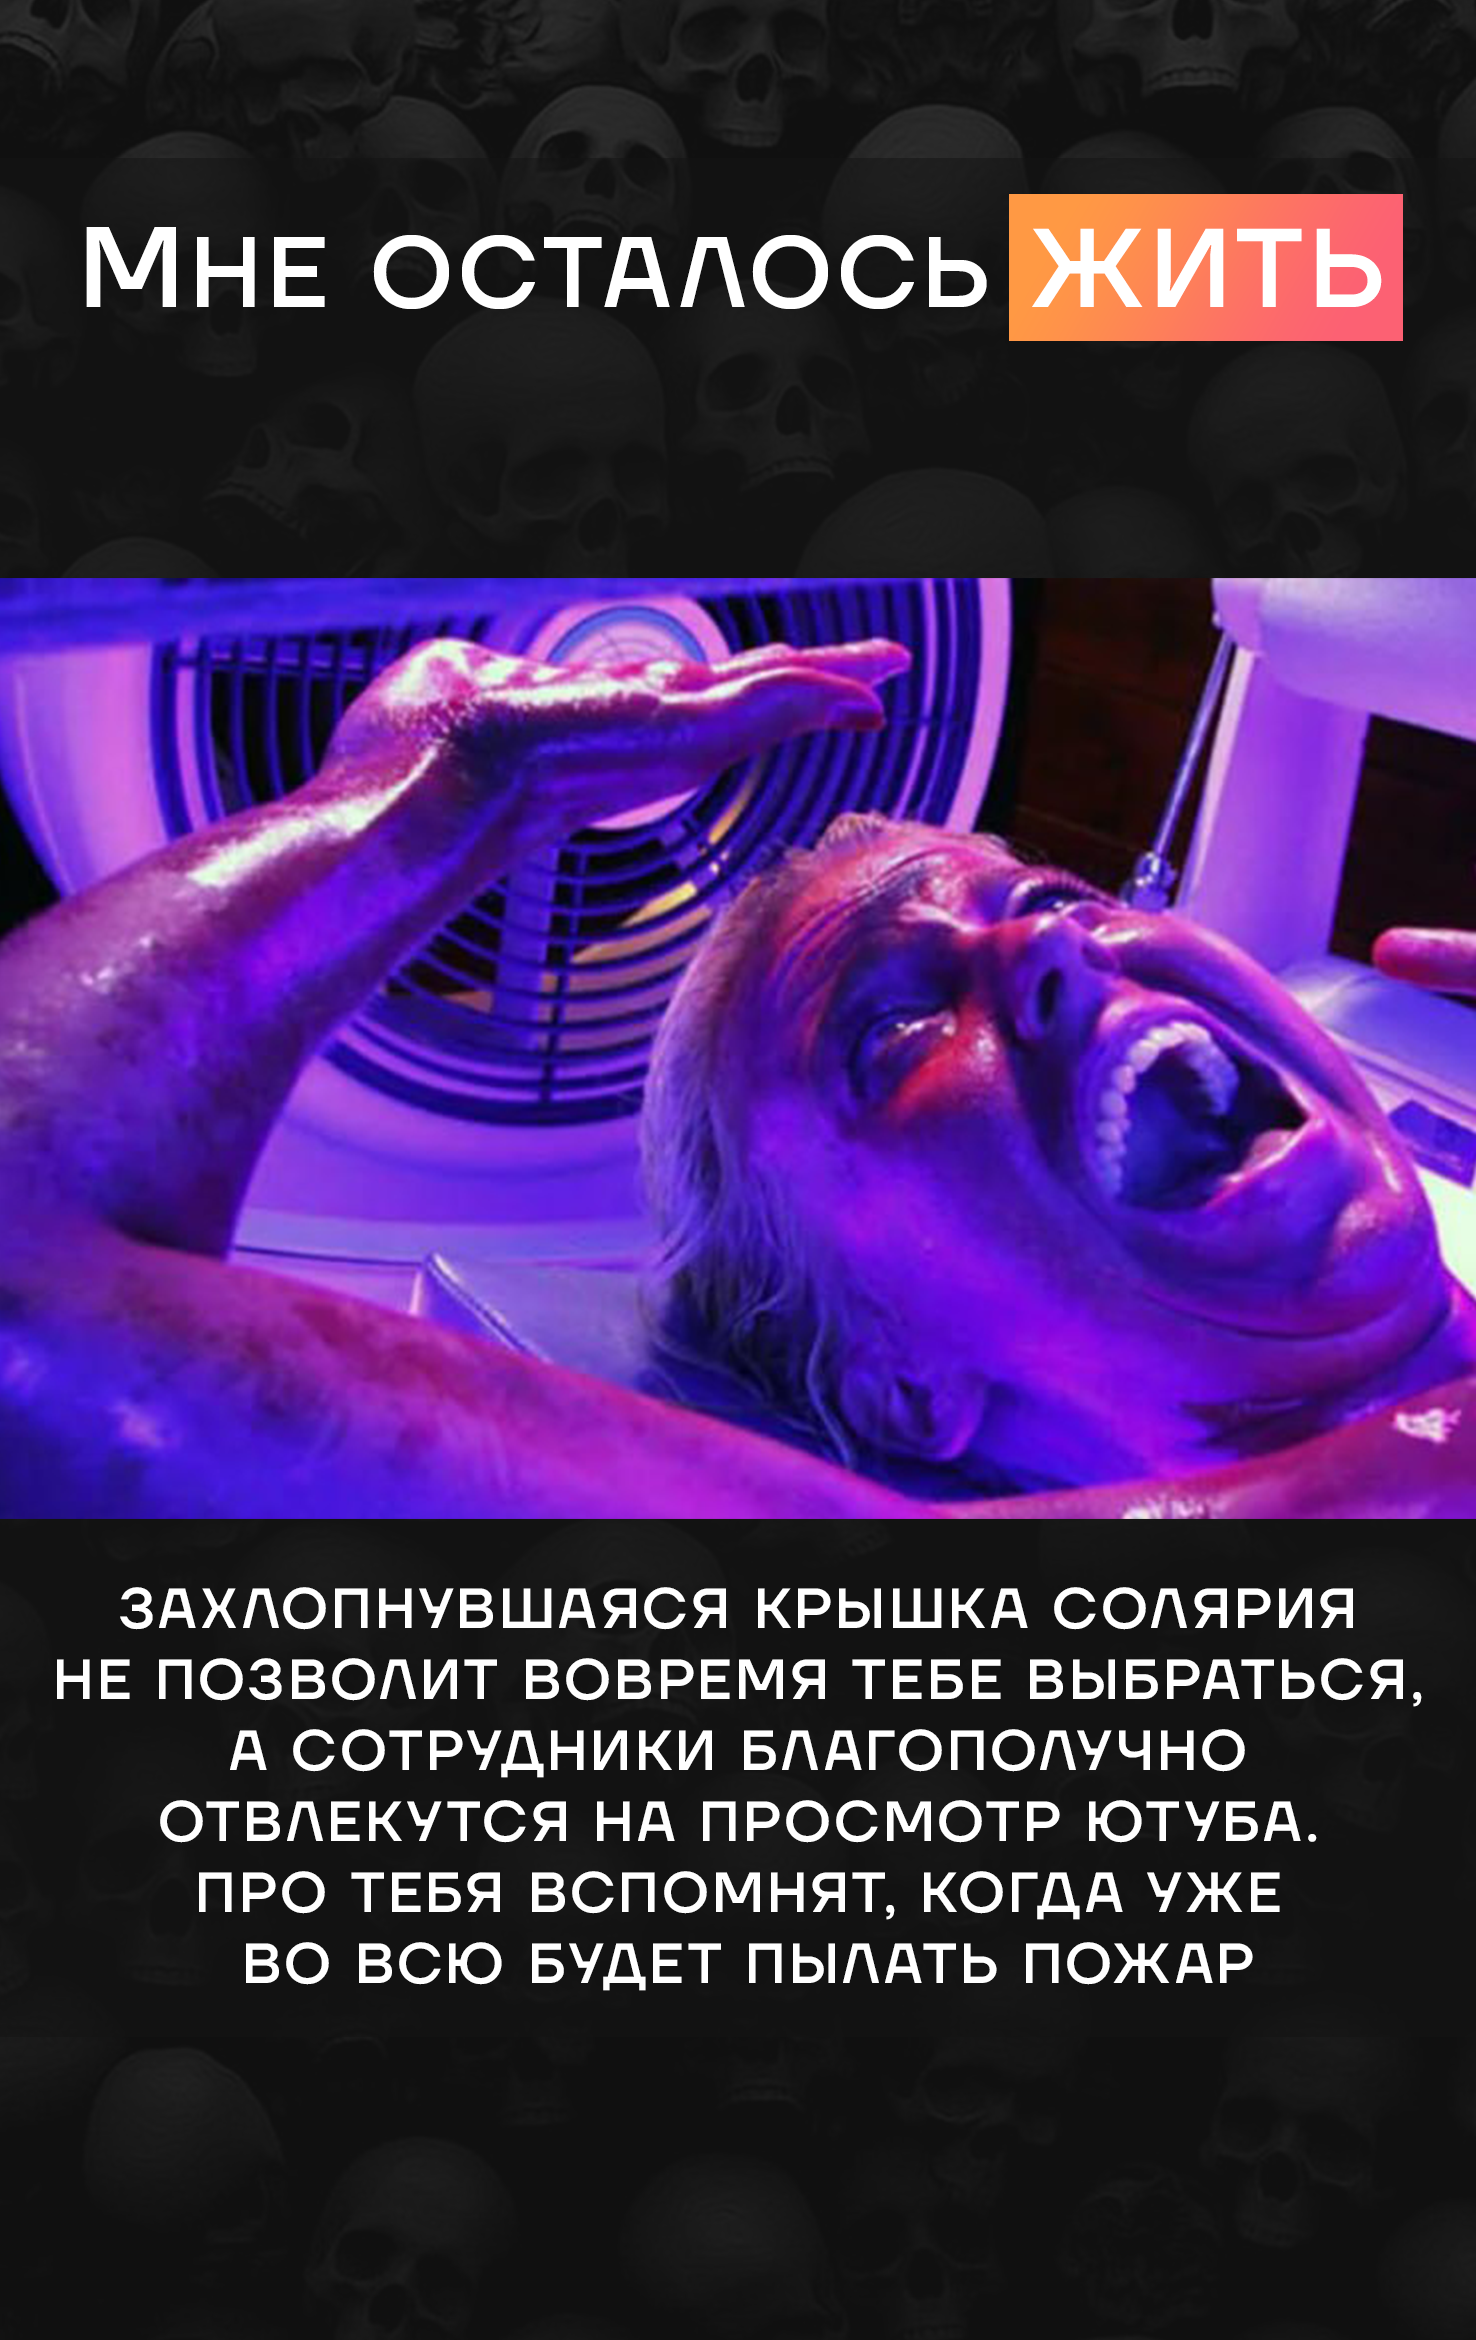 Мне осталось жить
ЗАХЛОПНУВШАЯСЯ КРЫШКА СОЛЯРИЯ
НЕ ПОЗВОЛИТ ВОВРЕМЯ ТЕБЕ ВЫБРАТЬСЯ,
А СОТРУДНИКИ БЛАГОПОЛУЧНО
ОТВЛЕКУТСЯ НА ПРОСМОТР ЮТУБА.
ПРО ТЕБЯ ВСПОМНЯТ, КОГДА УЖЕ
ВО ВСЮ БУДЕТ ПЫЛАТЬ ПОЖАР